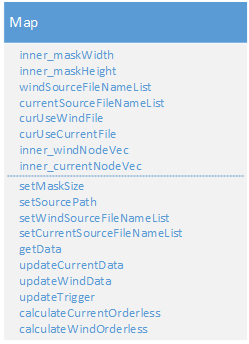 Map
inner_maskWidth
inner_maskHeight
windSourceFileNameList
currentSourceFileNameList
curUseWindFile
curUseCurrentFile
inner_windNodeVec
inner_currentNodeVec
setMaskSize
setSourcePath
setWindSourceFileNameList
setCurrentSourceFileNameList
getData
updateCurrentData
updateWindData
updateTrigger
calculateCurrentOrderless
calculateWindOrderless